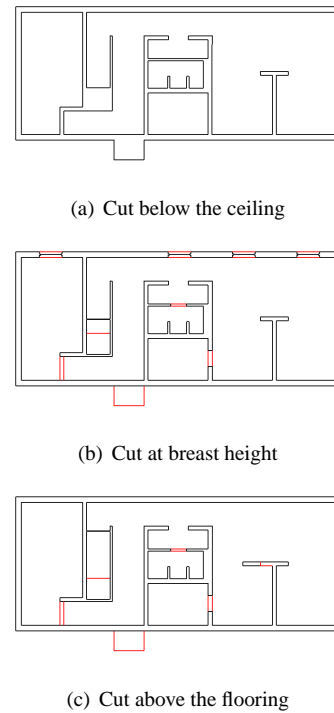 (a) Cut below the ceiling
(b) Cut at breast height
(c) Cut above the flooring